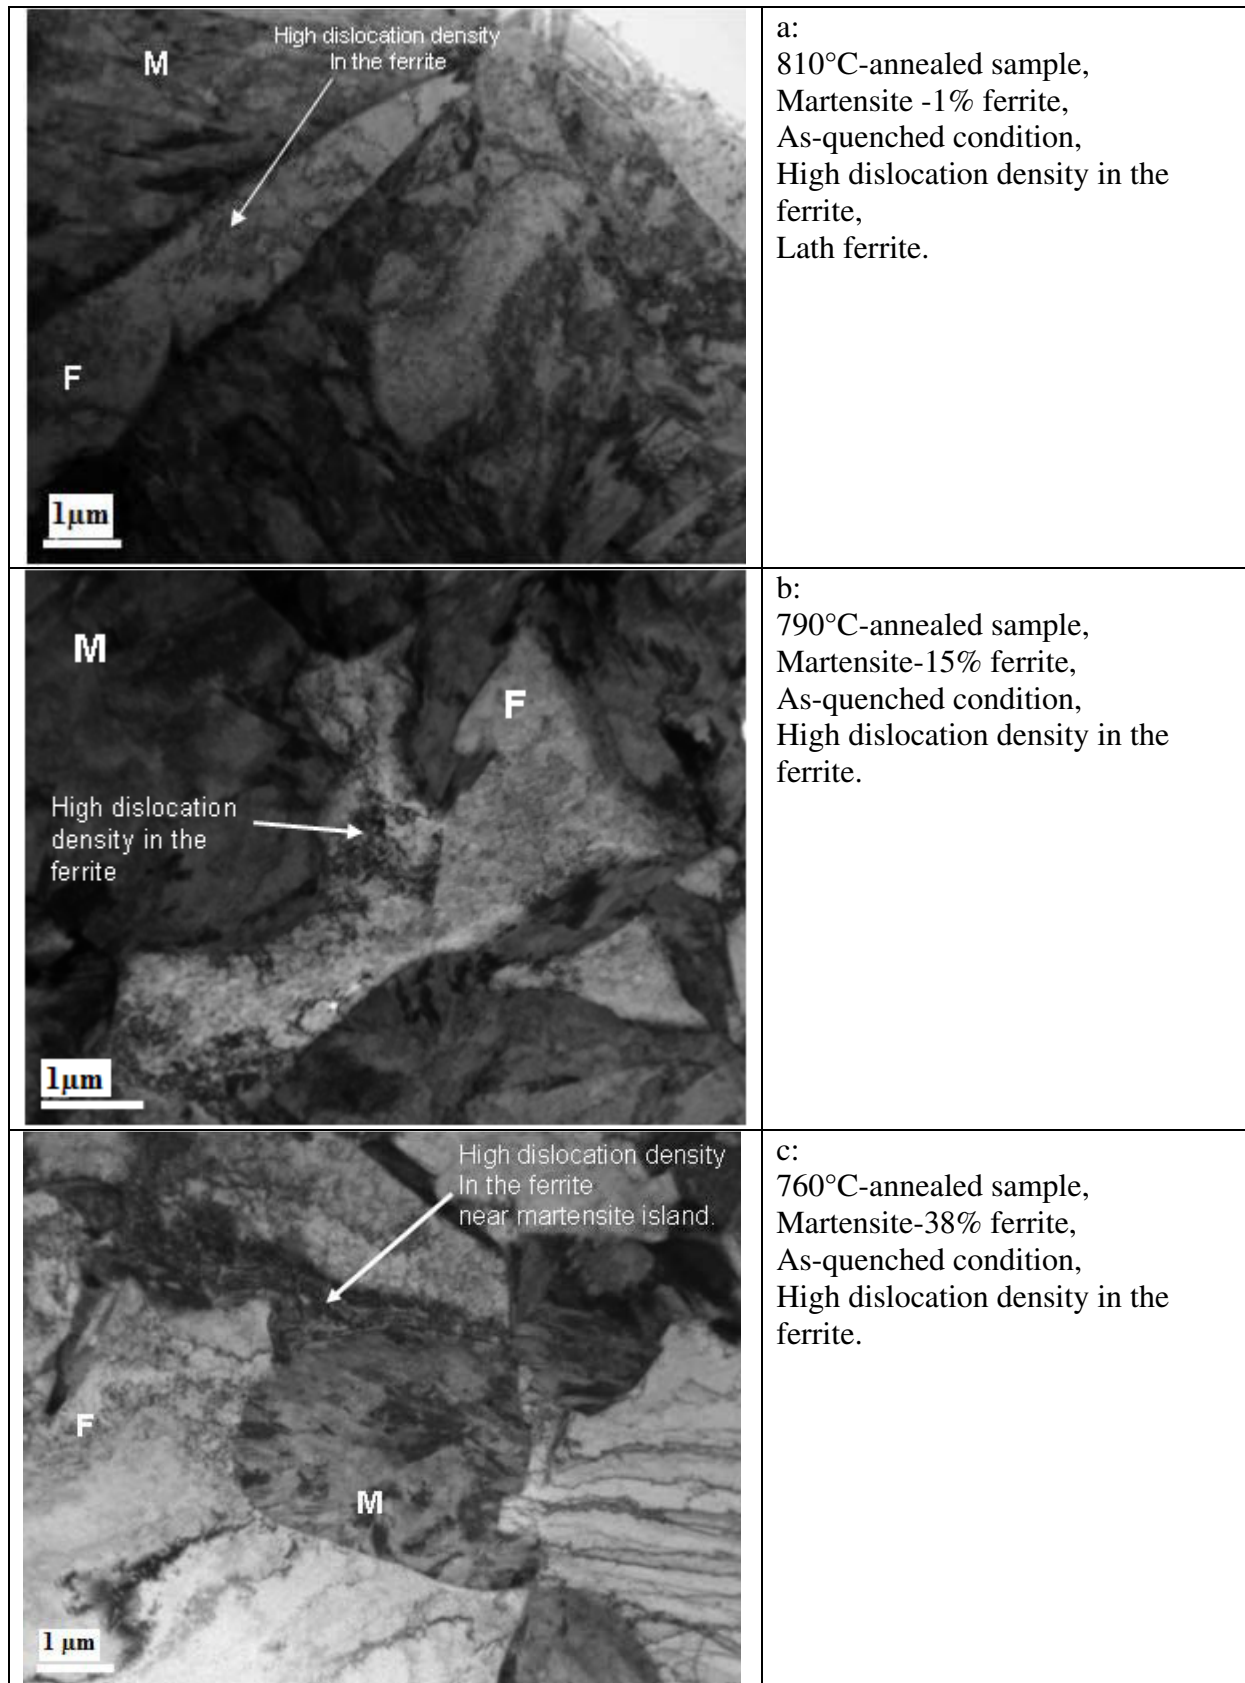 M
High dislocation density
In the ferrite
F
1µm
a:
810°C-annealed sample,
Martensite -1% ferrite,
As-quenched condition,
High dislocation density in the
ferrite,
Lath ferrite.
M
F
High dislocation
density in the
ferrite
1µm
b:
790°C-annealed sample,
Martensite-15% ferrite,
As-quenched condition,
High dislocation density in the
ferrite.
High dislocation density
In the ferrite
near martensite island.
F
M
1 µm
c:
760°C-annealed sample,
Martensite-38% ferrite,
As-quenched condition,
High dislocation density in the
ferrite.